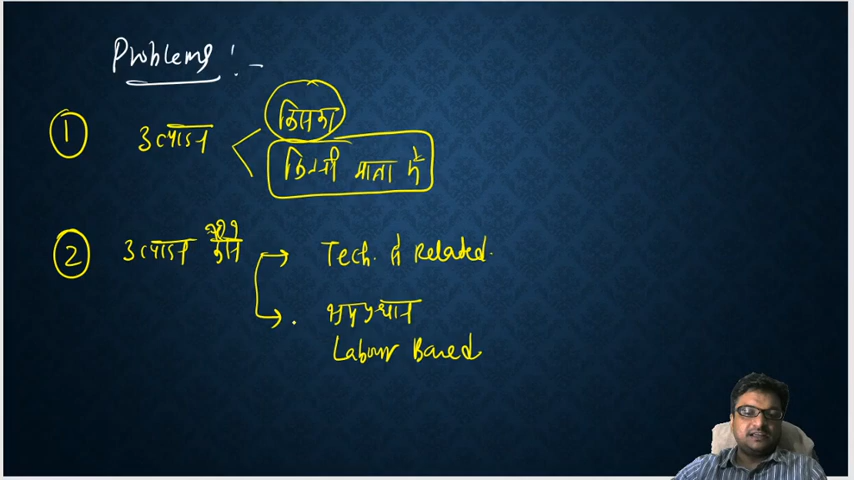 Problems :-
① उत्पादन
किसका
कितनी मात्रा में
② उत्पादन कैसे
Tech. से Related.
श्रमप्रधान
Labour Based